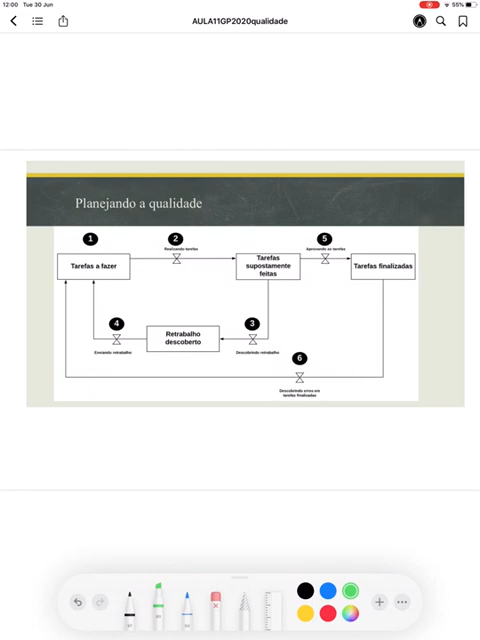 12:00 Tue 30 Jun
55%
AULA11GP2020qualidade
Planejando a qualidade
1
2
5
Realizando tarefas
Aprovando as tarefas
Tarefas a fazer
Tarefas
supostamente
feitas
Tarefas finalizadas
4
3
Retrabalho
descoberto
Enviando retrabalho
Descobrindo retrabalho
6
Descobrindo erros em
tarefas finalizadas